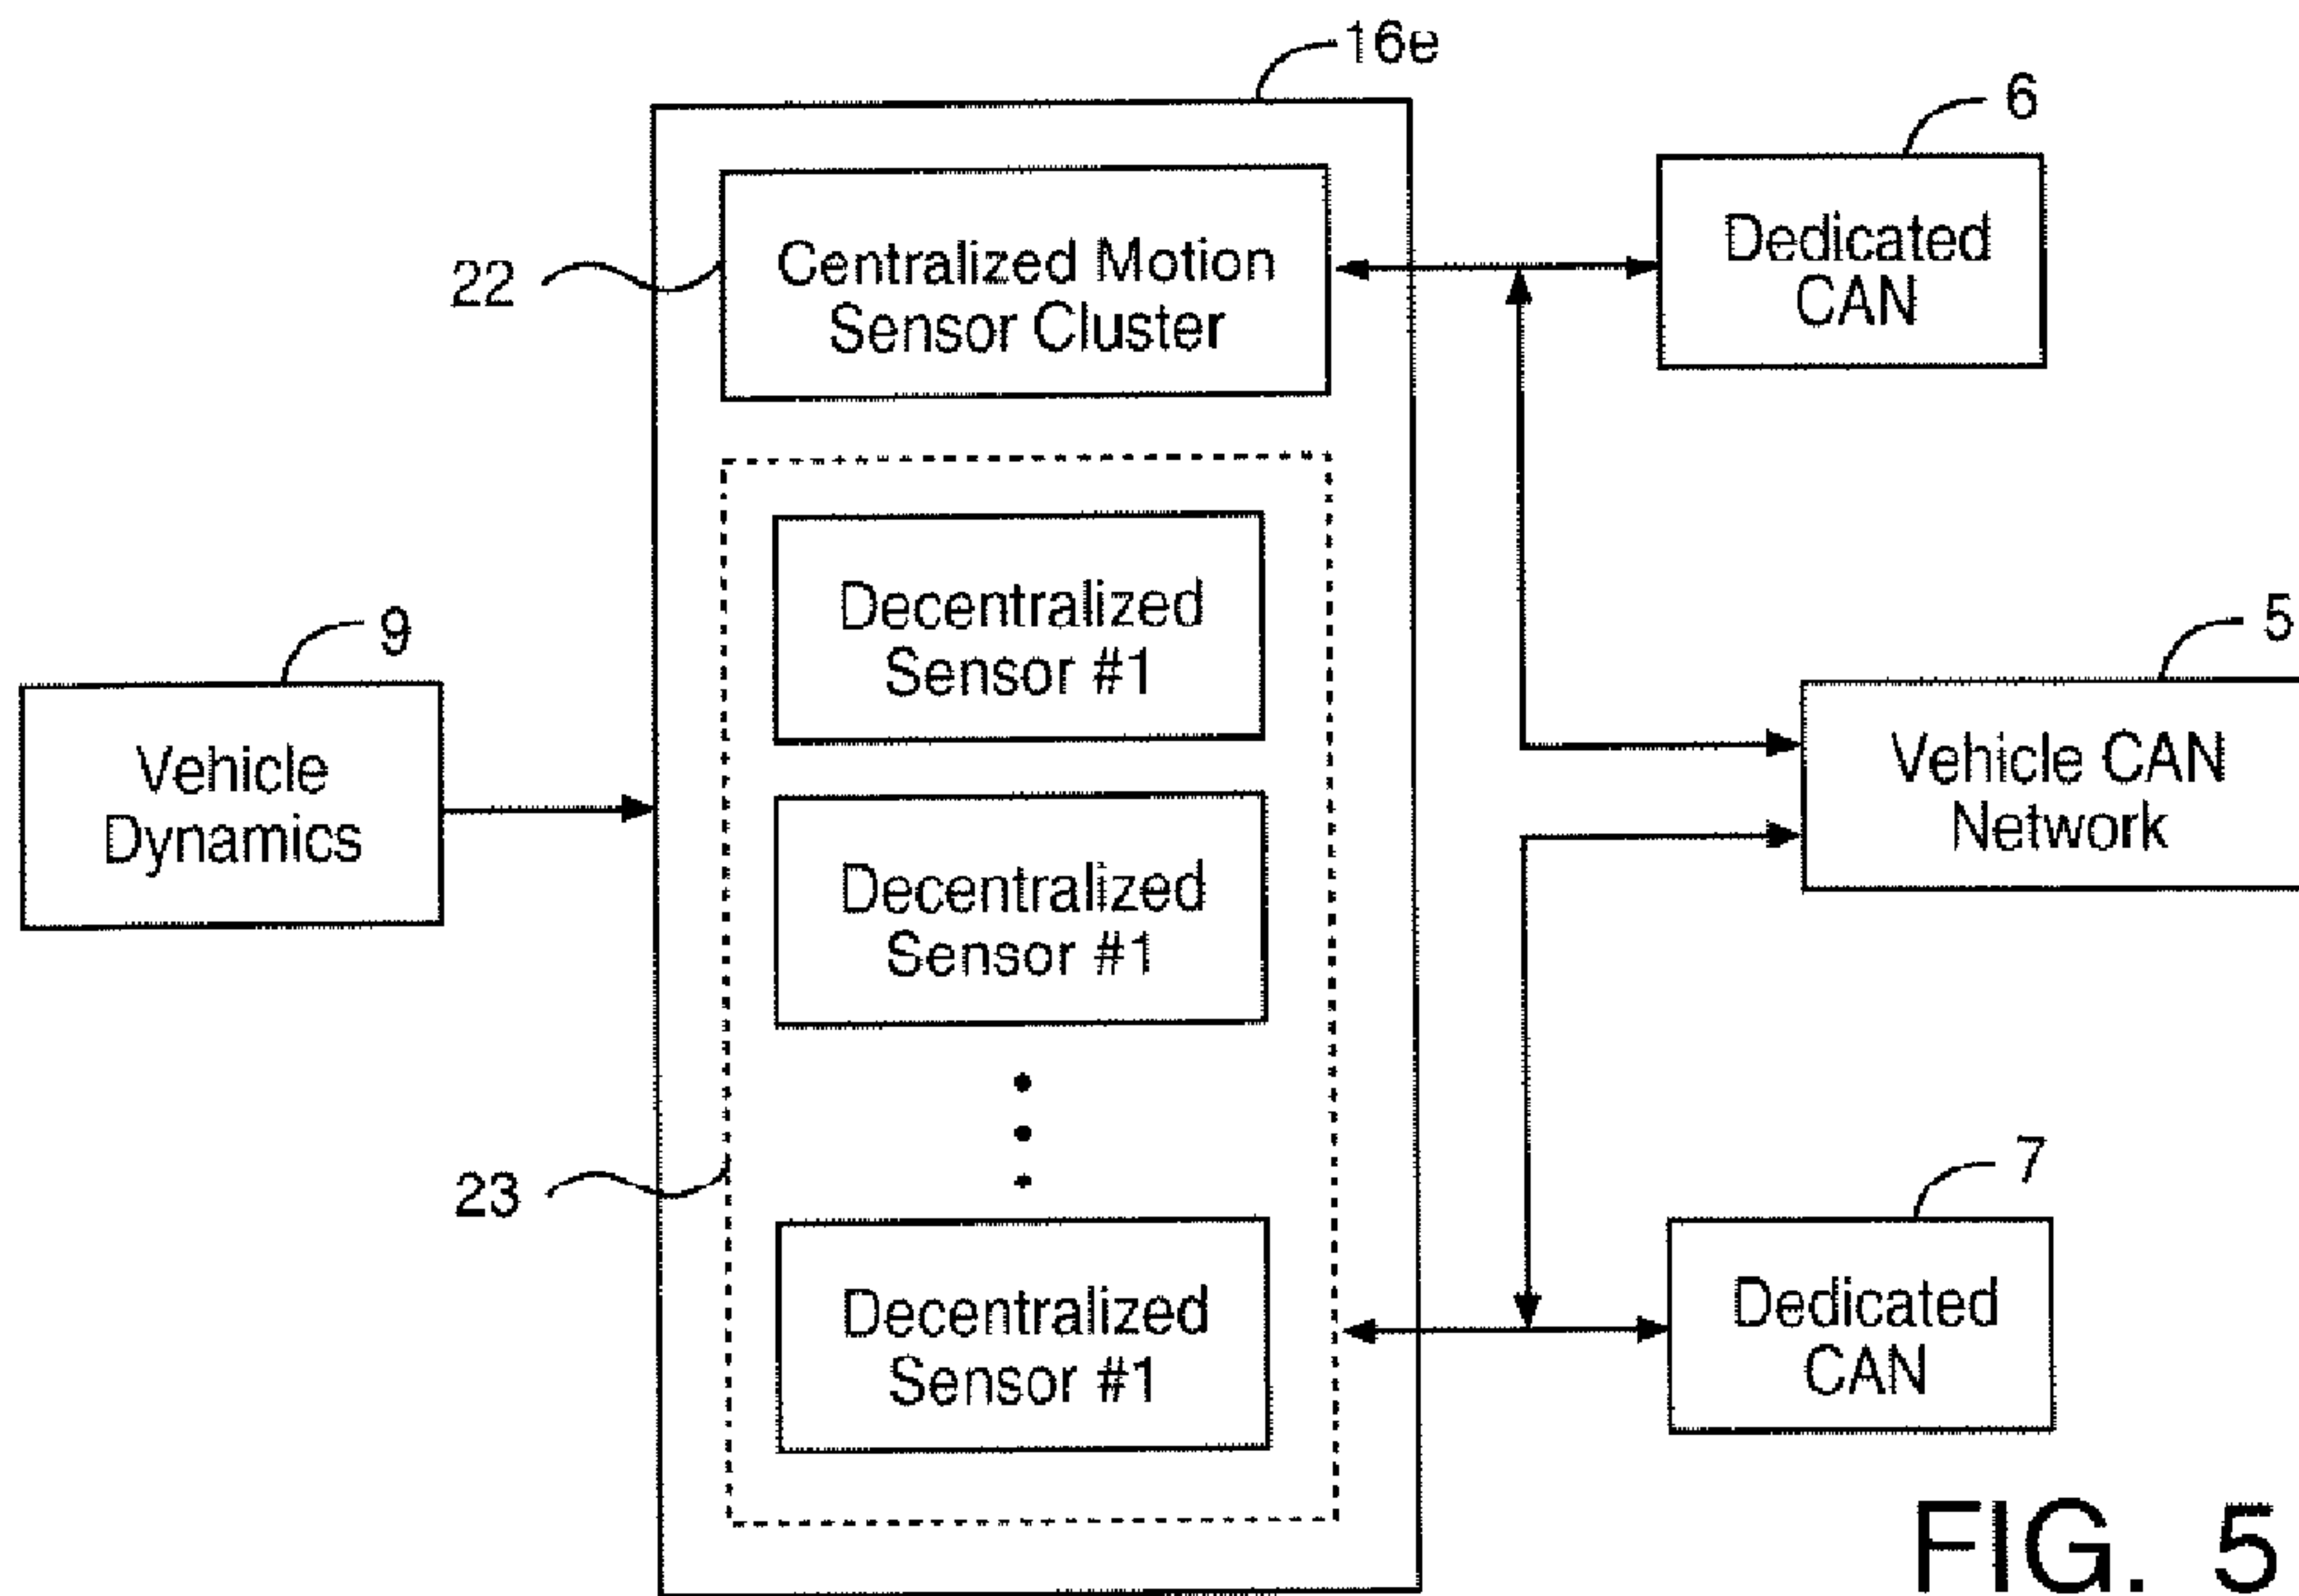 16e
6
Dedicated
CAN
22
Centralized Motion
Sensor Cluster
Decentralized
Sensor #1
9
5
Vehicle
Dynamics
Vehicle CAN
Network
Decentralized
Sensor #1
23
7
Decentralized
Sensor #1
Dedicated
CAN
FIG. 5